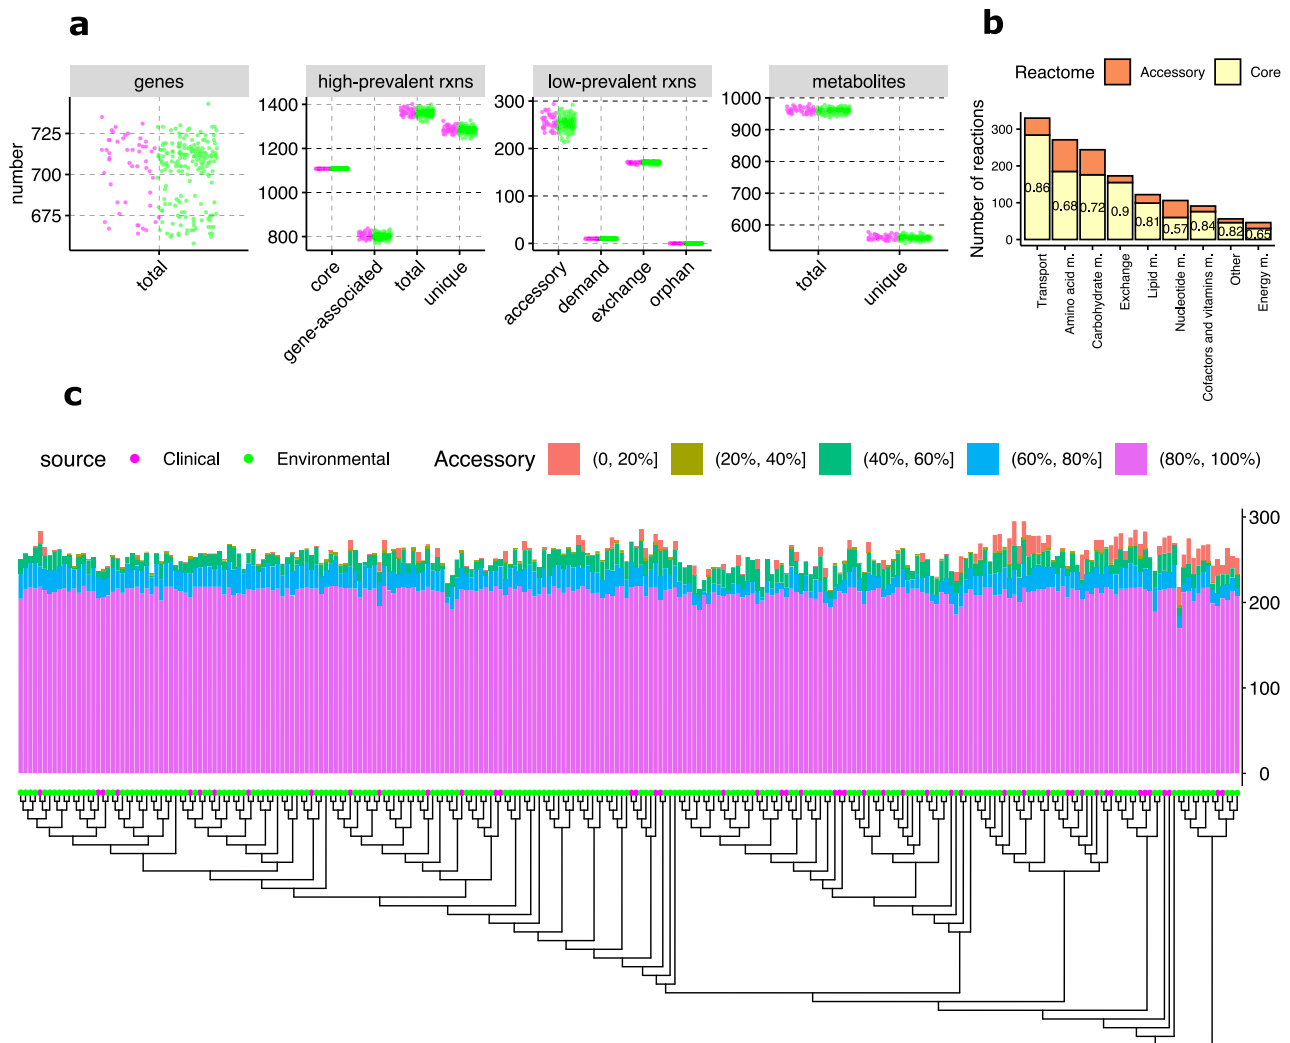 a
genes
high-prevalent rxns
low-prevalent rxns
metabolites
number
725
700
675
total
1400
1200
1000
800
core
gene-associated
total
unique
300
200
100
0
accessory
demand
exchange
orphan
1000
900
800
700
600
total
unique
b
Reactome
Accessory
Core
Number of reactions
300
200
100
0
0.86
0.68
0.72
0.9
0.81
0.57
0.84
0.82
0.65
Transport
Amino acid m.
Carbohydrate m.
Exchange
Lipid m.
Nucleotide m.
Cofactors and vitamins m.
Other
Energy m.
c
source
Clinical
Environmental
Accessory
(0, 20%]
(20%, 40%]
(40%, 60%]
(60%, 80%]
(80%, 100%)
300
200
100
0